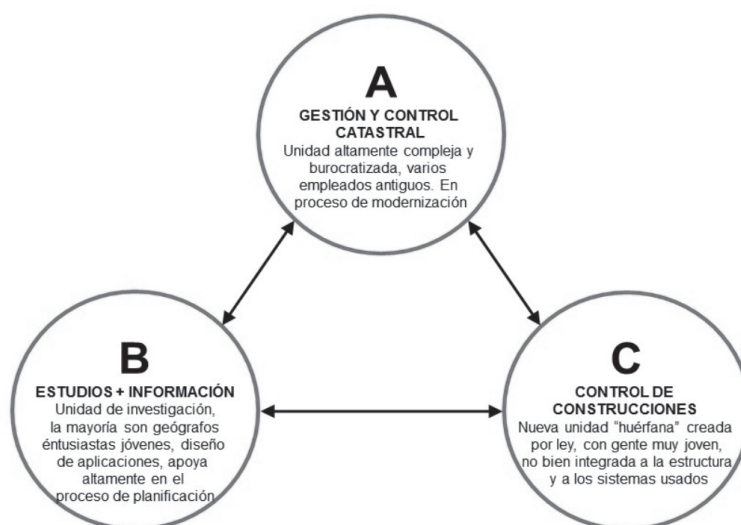 A
GESTIÓN Y CONTROL
CATASTRAL
Unidad altamente compleja y
burocratizada, varios
empleados antiguos. En
proceso de modernización
B
ESTUDIOS + INFORMACIÓN
Unidad de investigación,
la mayoría son geógrafos
éntusiastas jóvenes, diseño
de aplicaciones, apoya
altamente en el
proceso de planificación
C
CONTROL DE
CONSTRUCCIONES
Nueva unidad "huérfana" creada
por ley, con gente muy joven,
no bien integrada a la estructura
y a los sistemas usados